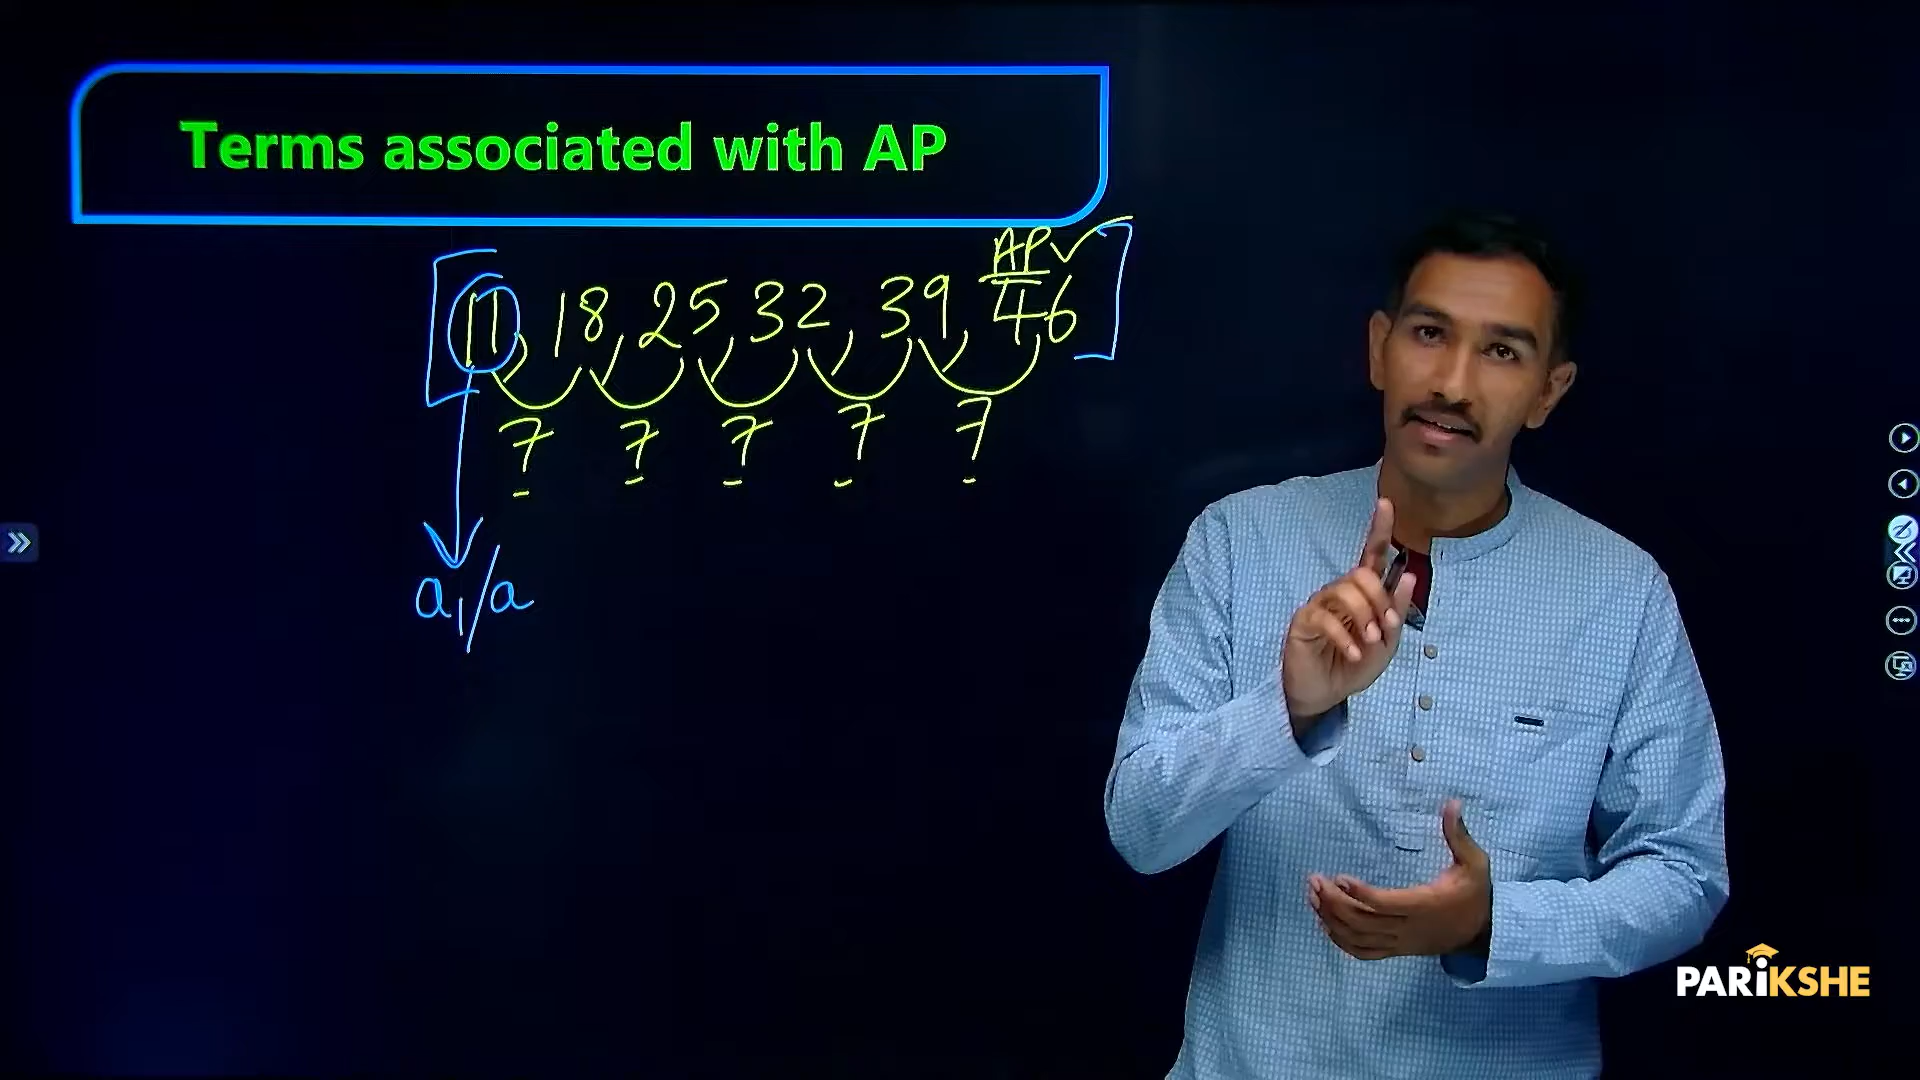 Terms associated with AP
AP✓
11, 18, 25, 32, 39, 46
7 7 7 7 7
a₁/a
PARiKSHE